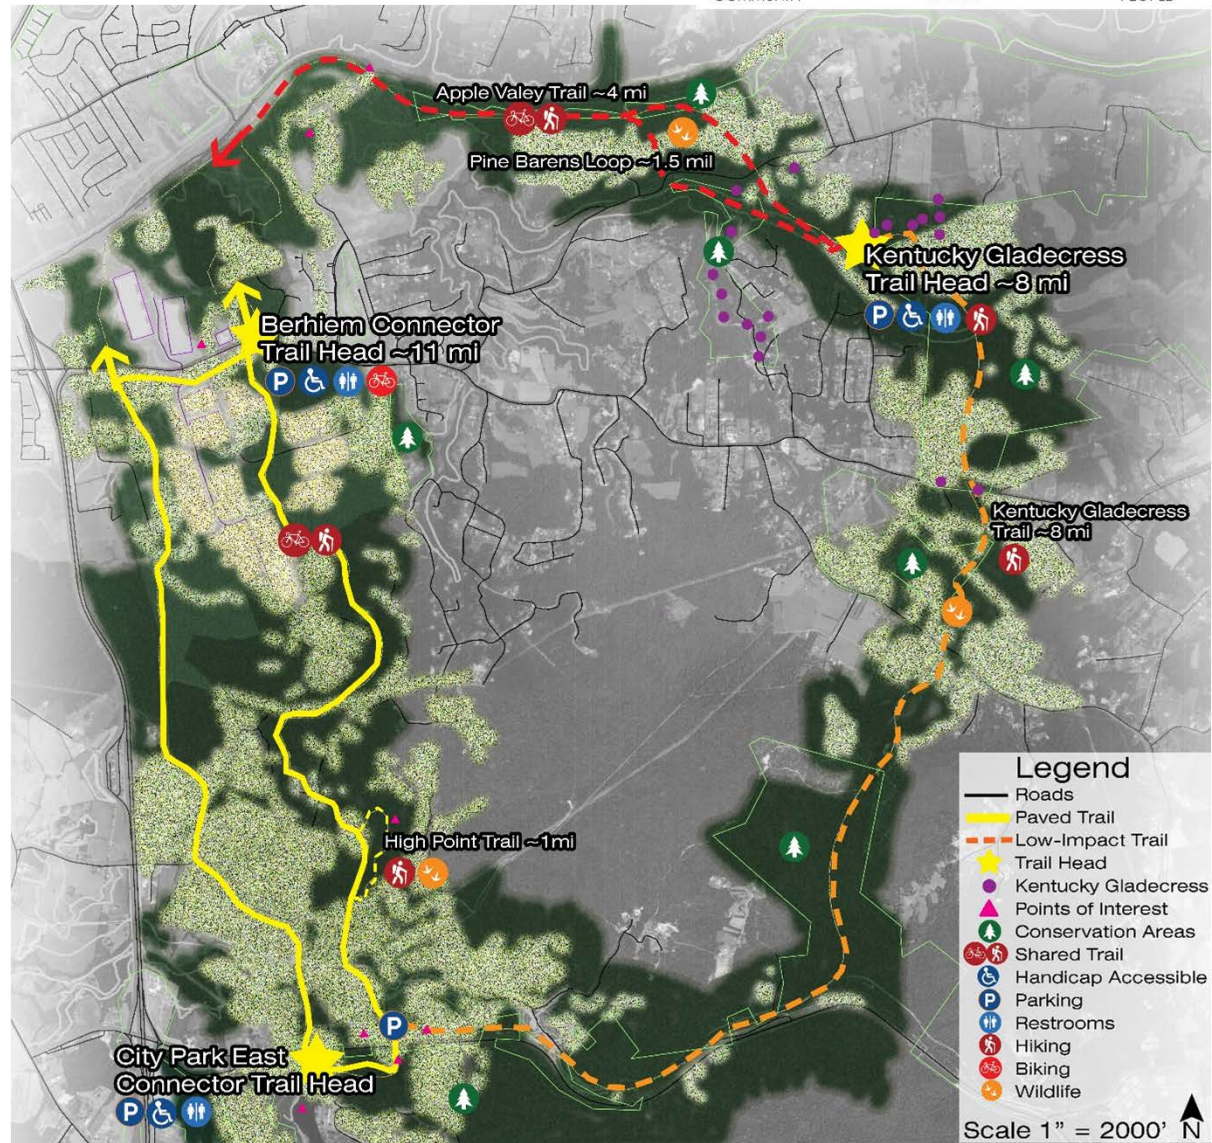 COMMUNITY
PEOPLE
Apple Valey Trail ~4 mi
Pine Barens Loop ~1.5 mil
Kentucky Gladecress
Trail Head ~8 mi
P
Berhiem Connector
Trail Head ~11 mi
P
Kentucky Gladecress
Trail ~8 mi
High Point Trail ~1mi
P
City Park East
Connector Trail Head
P
Legend
Roads
Paved Trail
Low-Impact Trail
Trail Head
Kentucky Gladecress
Points of Interest
Conservation Areas
Shared Trail
Handicap Accessible
P Parking
Restrooms
Hiking
Biking
Wildlife
Scale 1" = 2000' N